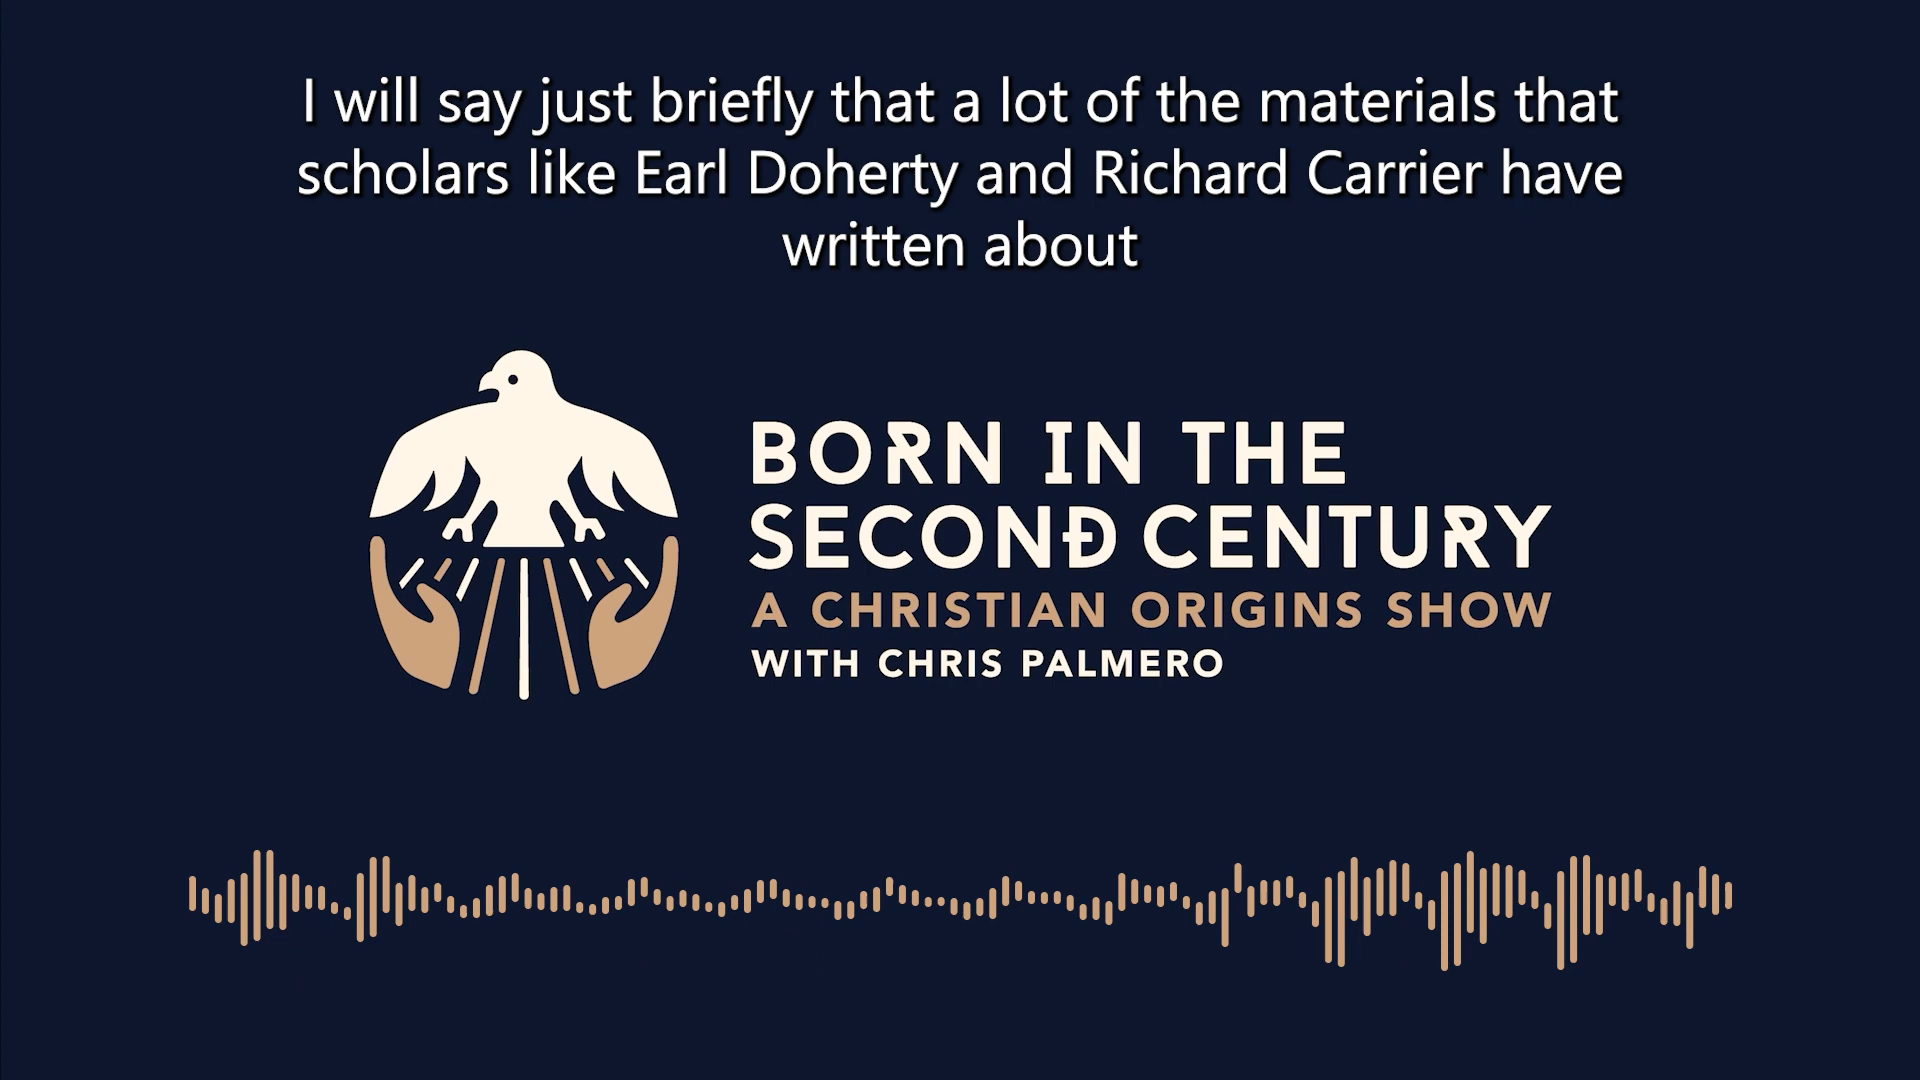 I will say just briefly that a lot of the materials that
scholars like Earl Doherty and Richard Carrier have
written about
BORN IN THE
SECOND CENTURY
A CHRISTIAN ORIGINS SHOW
WITH CHRIS PALMERO